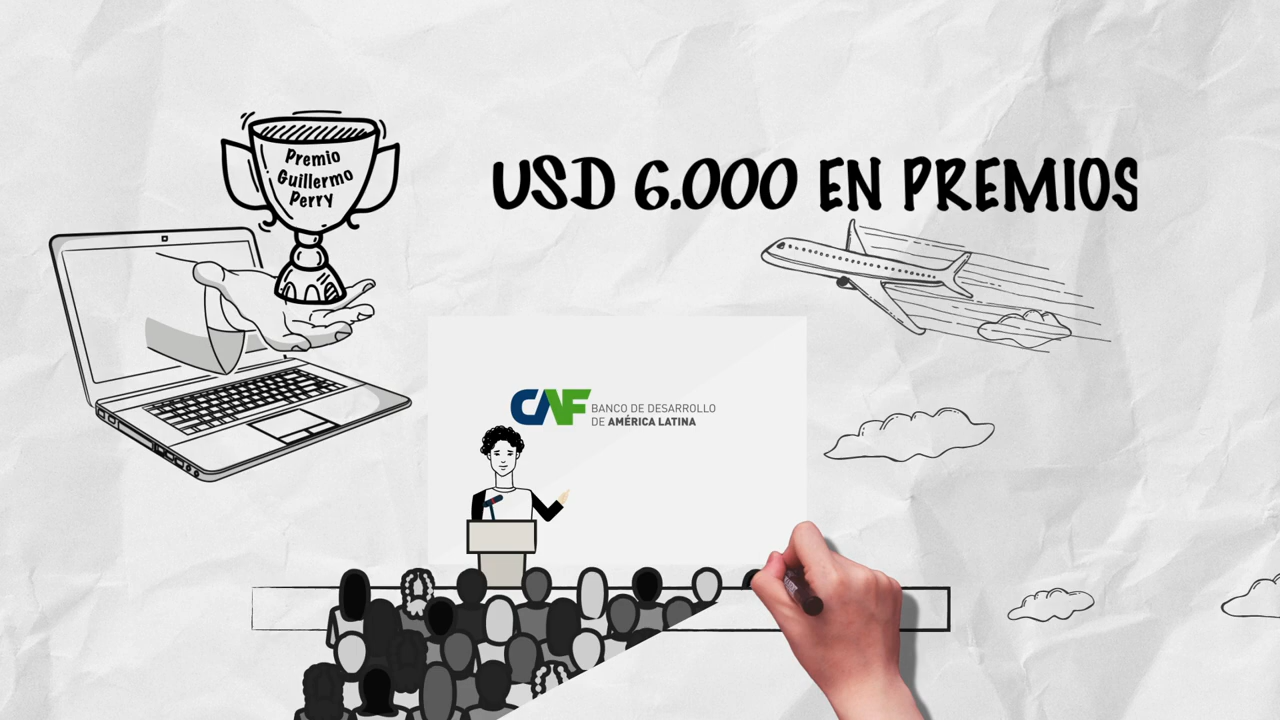 Premio
Guillermo
Perry
USD 6.000 EN PREMIOS
CAF BANCO DE DESARROLLO
DE AMÉRICA LATINA